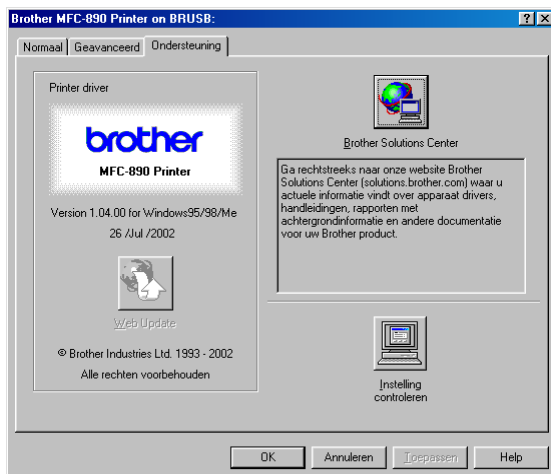 Brother MFC-890 Printer on BRUSB:
Normaal
Geavanceerd
Ondersteuning
Printer driver
brother
MFC-890 Printer
Version 1.04.00 for Windows95/98/Me
26 /Jul /2002
Web Update
© Brother Industries Ltd. 1993 - 2002
Alle rechten voorbehouden
Brother Solutions Center
Ga rechtstreeks naar onze website Brother
Solutions Center (solutions.brother.com) waar u
actuele informatie vindt over apparaat drivers,
handleidingen, rapporten met
achtergrondinformatie en andere documentatie
voor uw Brother product.
Instelling
controleren
OK
Annuleren
Toepassen
Help